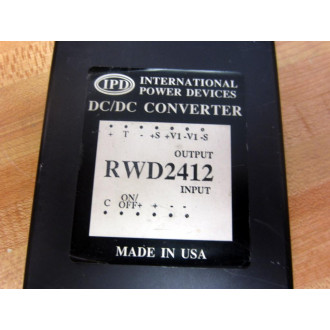 IPD
INTERNATIONAL
POWER DEVICES
DC/DC CONVERTER
+ T - +S +V1 -V1 -S
OUTPUT
RWD2412
INPUT
ON/
C OFF + + - -
MADE IN USA